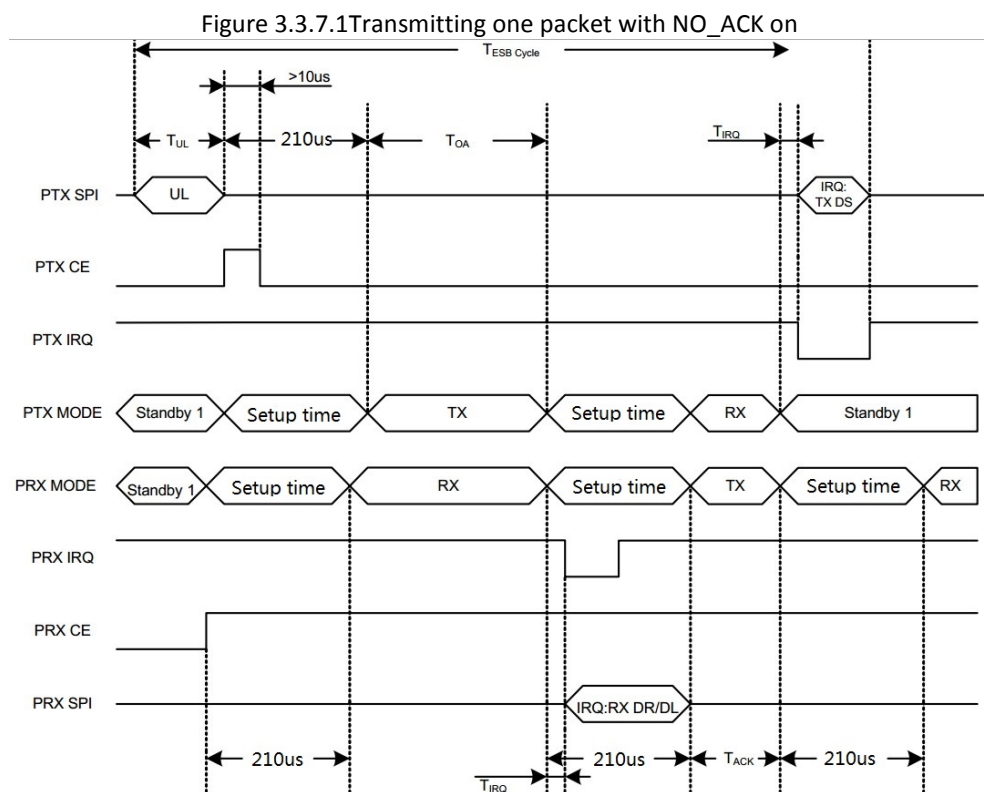 Figure 3.3.7.1Transmitting one packet with NO_ACK on
TESB Cycle
>10us
TUL
210us
TOA
TIRQ
PTX SPI
UL
IRQ:
TX DS
PTX CE
PTX IRQ
PTX MODE
Standby 1
Setup time
TX
Setup time
RX
Standby 1
PRX MODE
Standby 1
Setup time
RX
Setup time
TX
Setup time
RX
PRX IRQ
PRX CE
PRX SPI
IRQ:RX DR/DL
210us
210us
TACK
210us
TIRQ